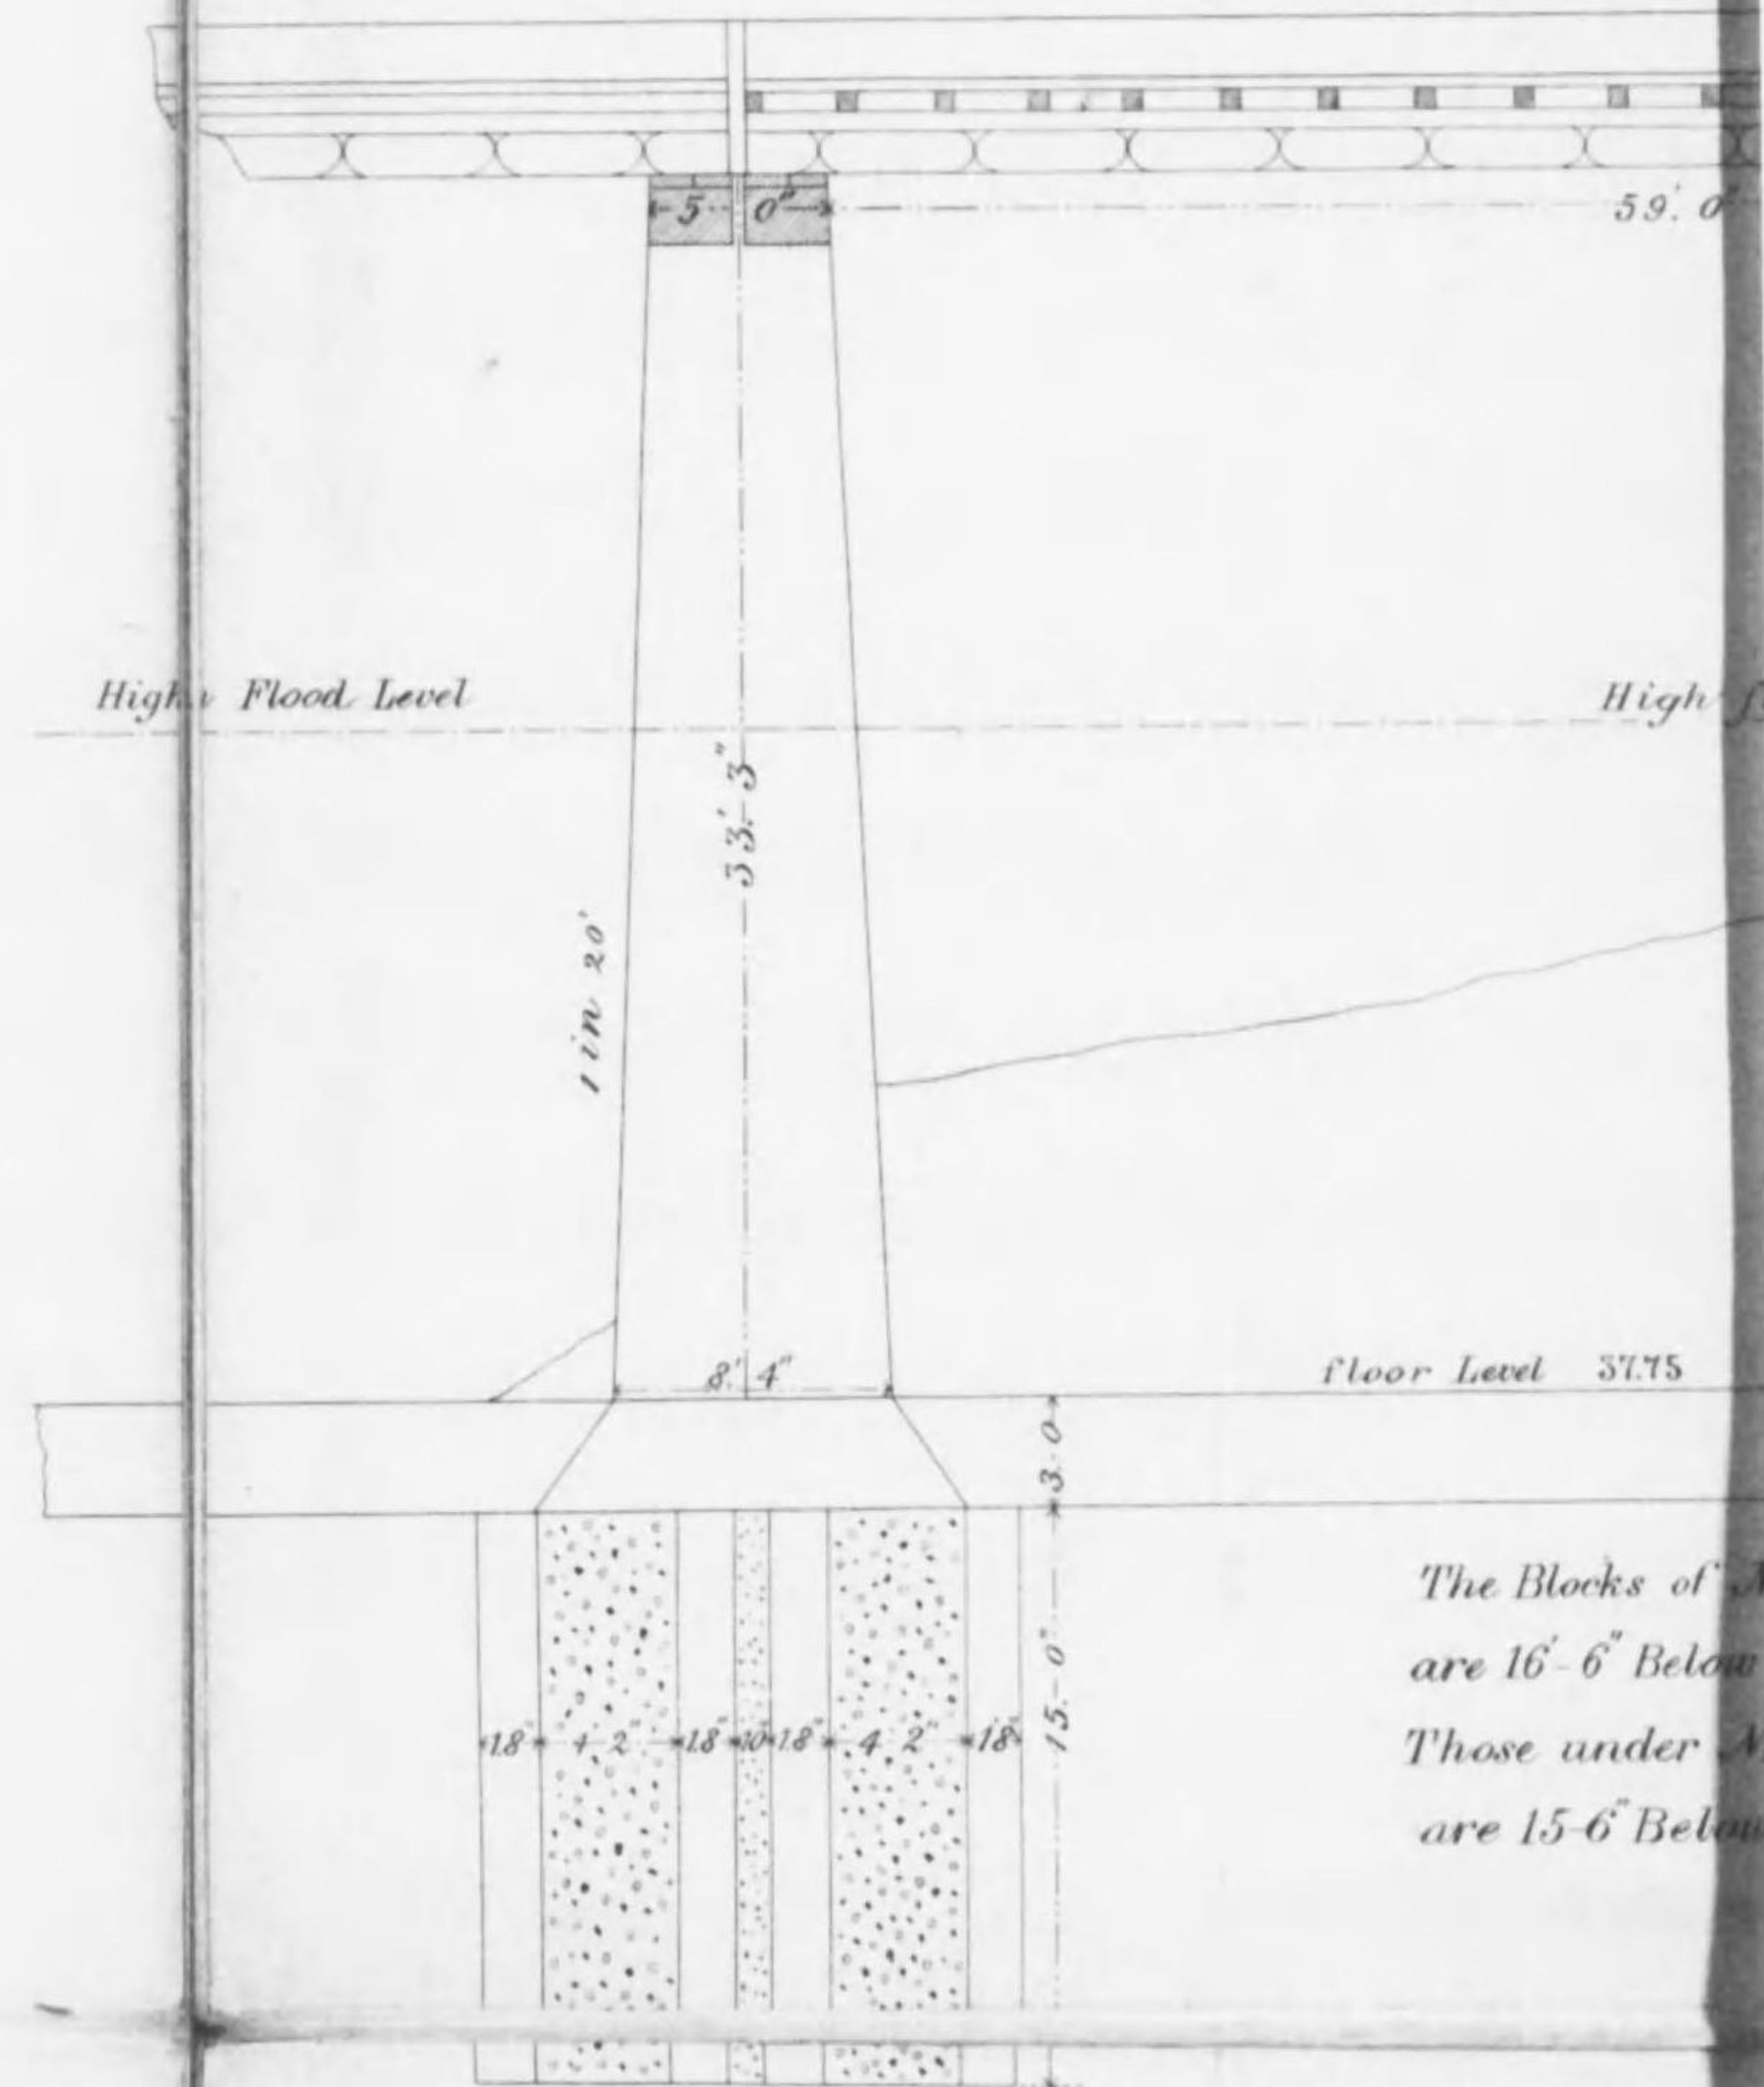 5' 0"
59'. 0"
High Flood Level
High
33'.-3"
1 in 20'
8'. 4"
floor Level 37.75
3.-0
The Blocks of
are 16'-6" Below
15.-0"
18" 4 2" 18" 10" 18" 4 2" 18"
Those under
are 15-6" Below